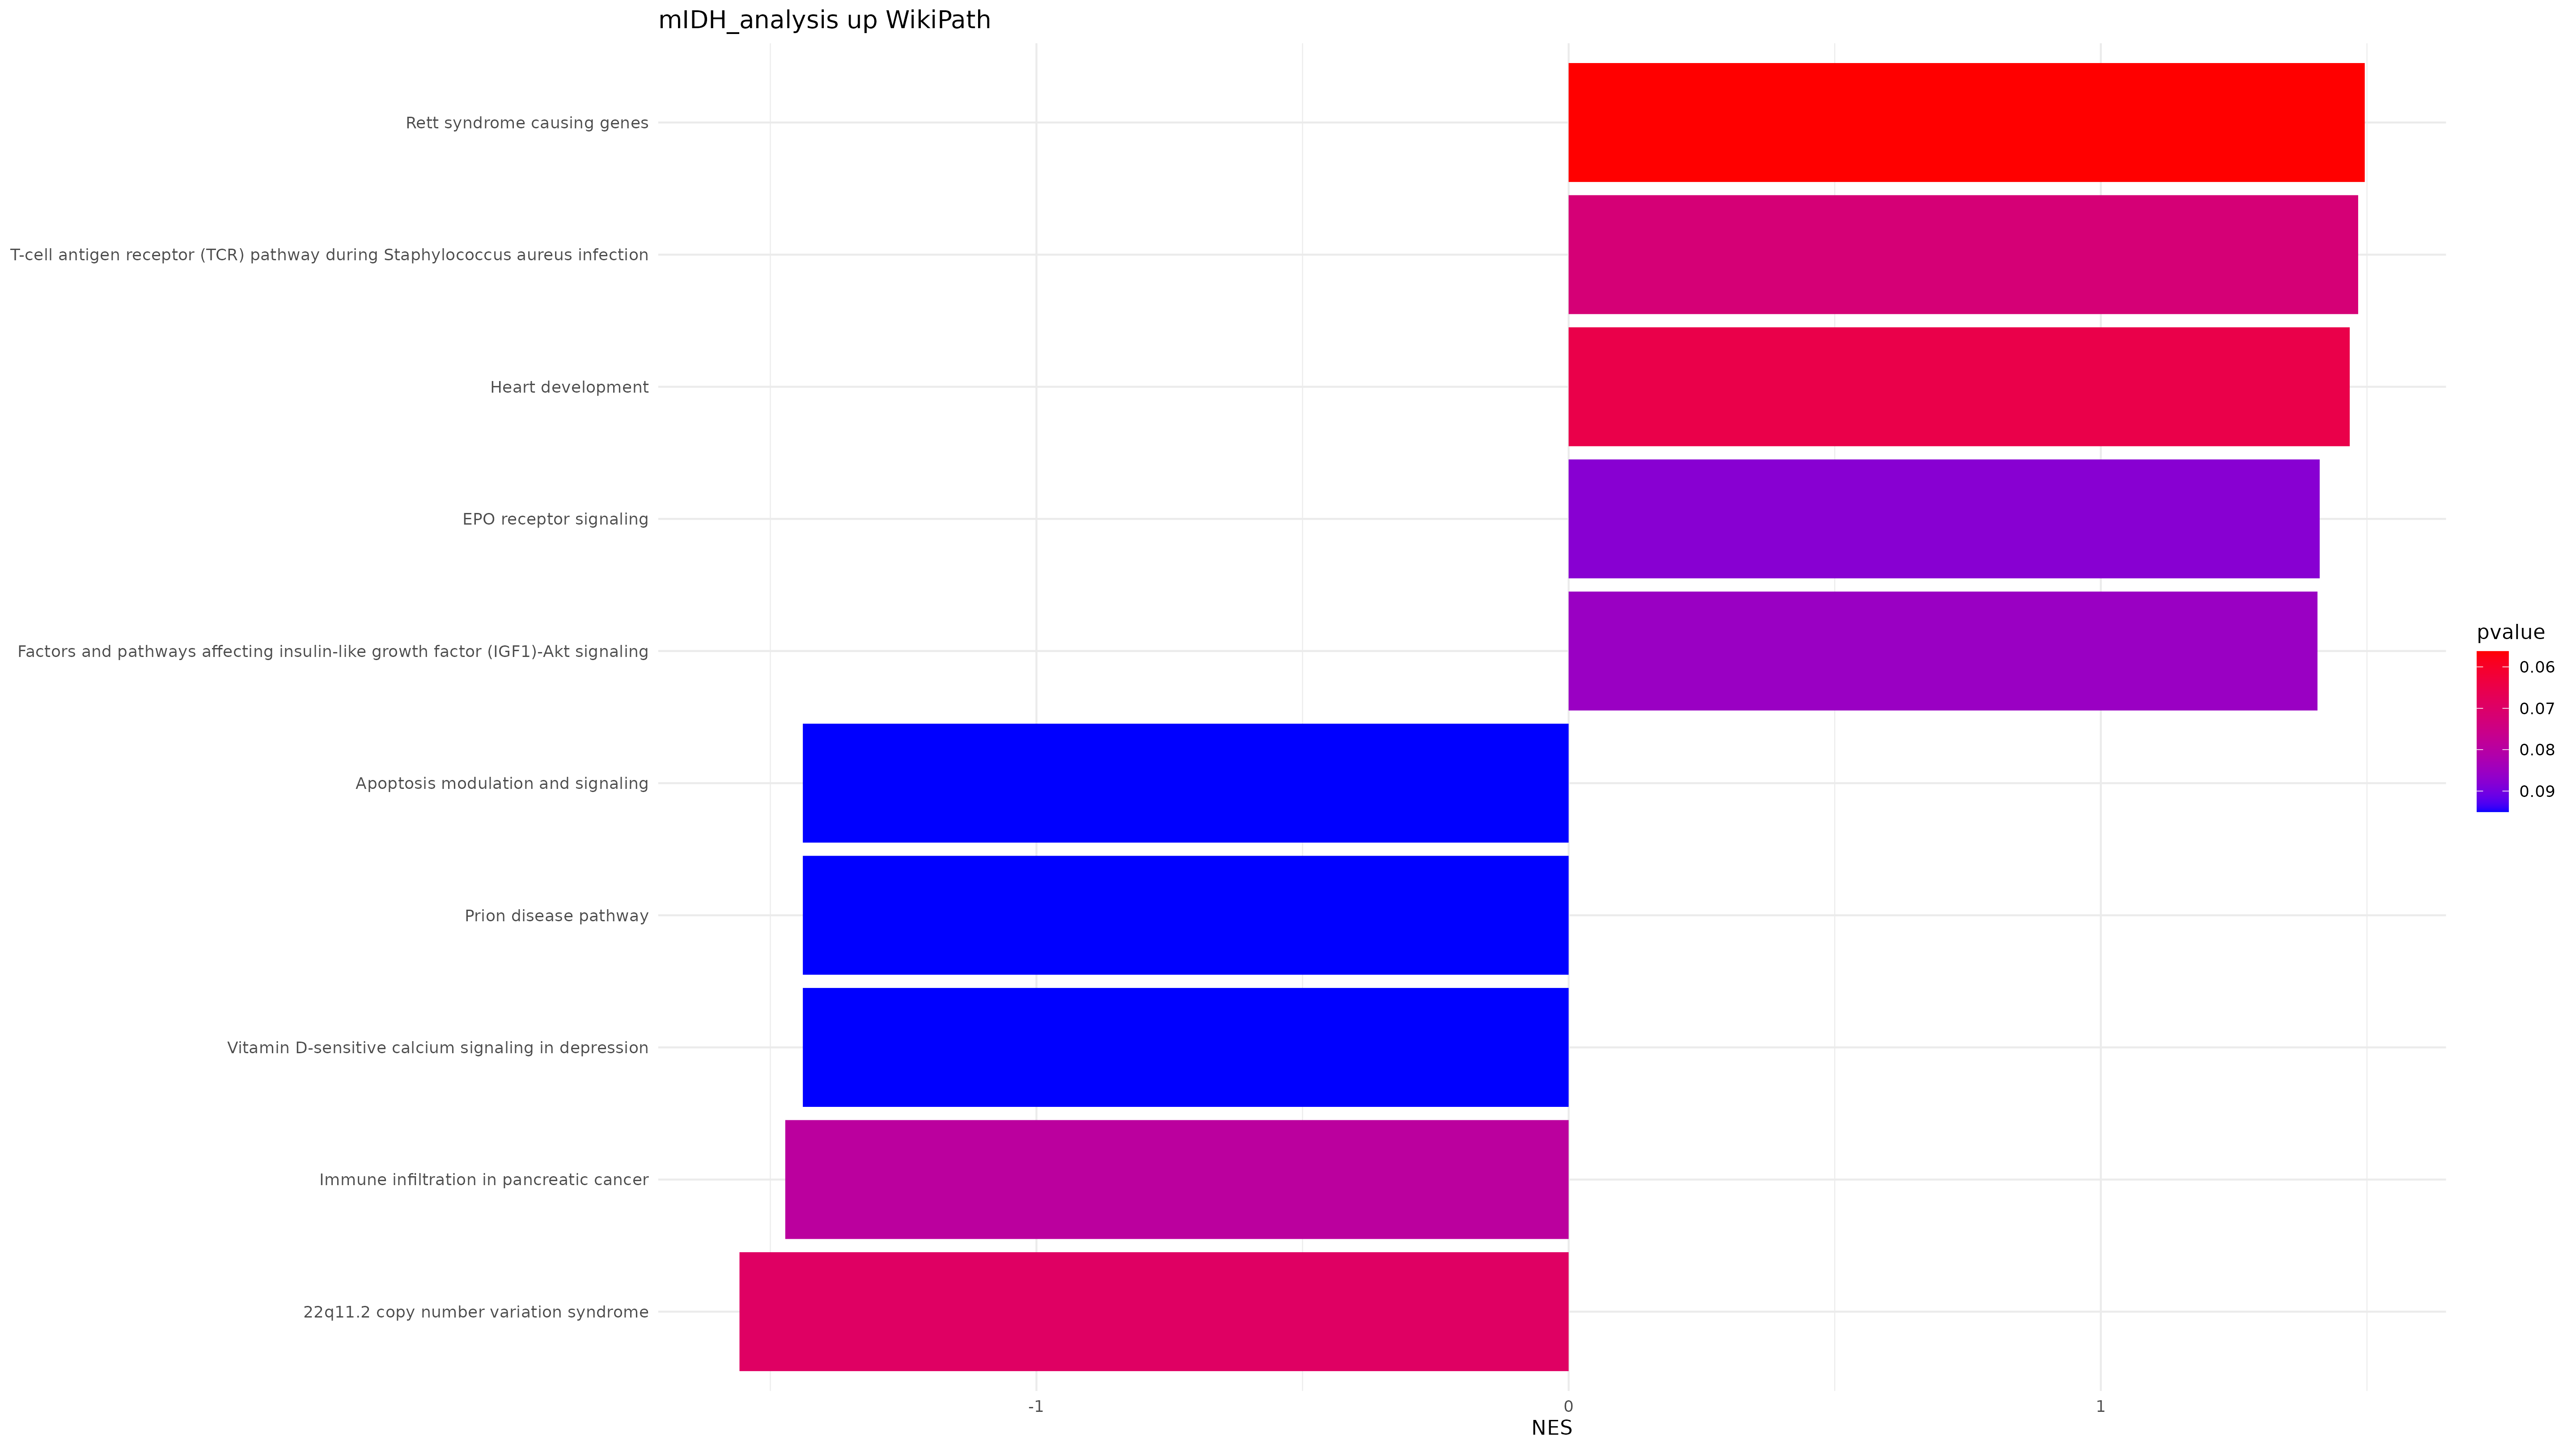 mIDH_analysis up WikiPath
Rett syndrome causing genes
T-cell antigen receptor (TCR) pathway during Staphylococcus aureus infection
Heart development
EPO receptor signaling
Factors and pathways affecting insulin-like growth factor (IGF1)-Akt signaling
Apoptosis modulation and signaling
Prion disease pathway
Vitamin D-sensitive calcium signaling in depression
Immune infiltration in pancreatic cancer
22q11.2 copy number variation syndrome
-1 0 1
NES
pvalue
0.06
0.07
0.08
0.09